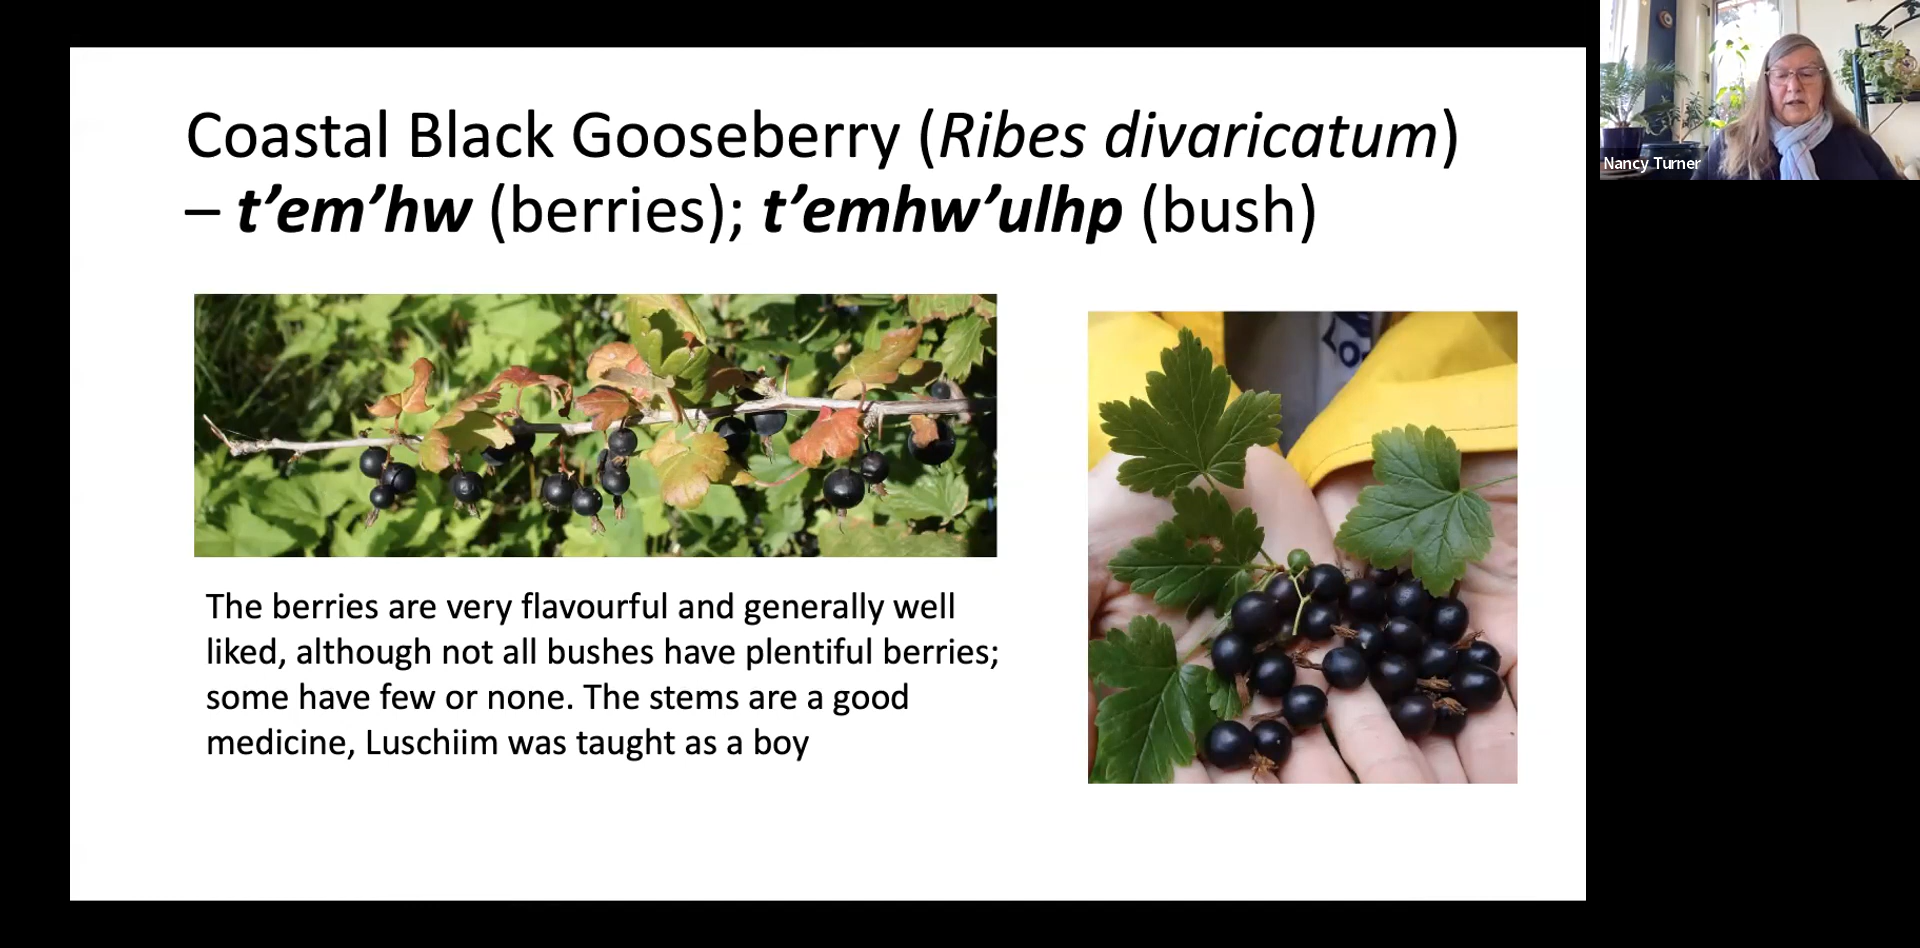 Coastal Black Gooseberry (Ribes divaricatum)
– t’em’hw (berries); t’emhw’ulhp (bush)
The berries are very flavourful and generally well
liked, although not all bushes have plentiful berries;
some have few or none. The stems are a good
medicine, Luschiim was taught as a boy
Nancy Turner